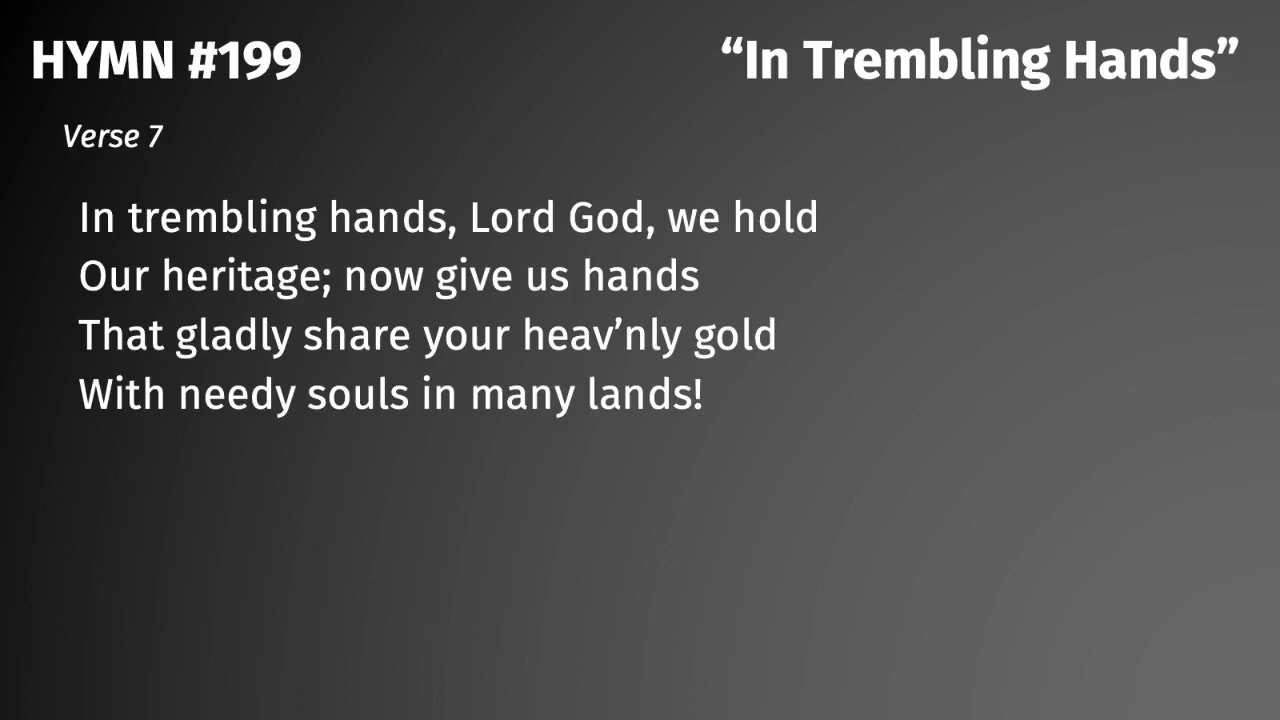 HYMN #199
“In Trembling Hands”
Verse 7
In trembling hands, Lord God, we hold
Our heritage; now give us hands
That gladly share your heav’nly gold
With needy souls in many lands!